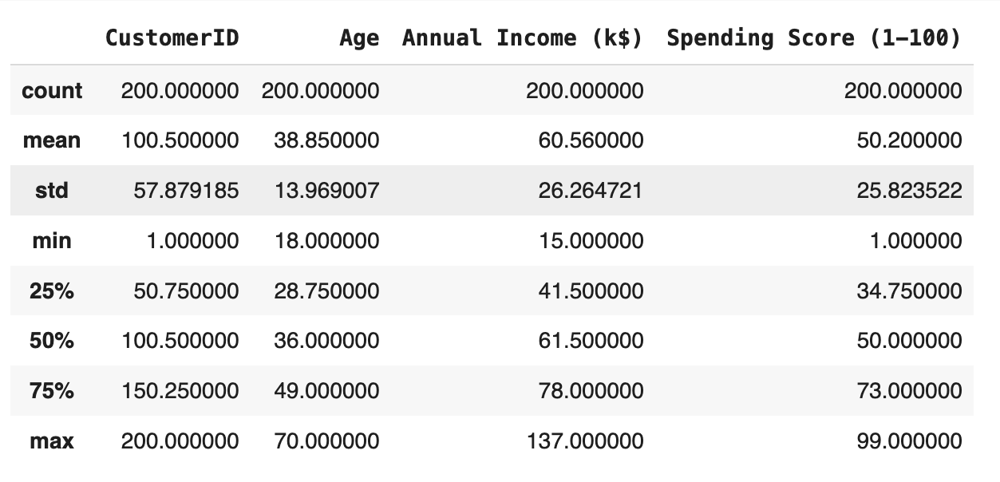 CustomerID Age Annual Income (k$) Spending Score (1-100)
count 200.000000 200.000000 200.000000 200.000000
mean 100.500000 38.850000 60.560000 50.200000
std 57.879185 13.969007 26.264721 25.823522
min 1.000000 18.000000 15.000000 1.000000
25% 50.750000 28.750000 41.500000 34.750000
50% 100.500000 36.000000 61.500000 50.000000
75% 150.250000 49.000000 78.000000 73.000000
max 200.000000 70.000000 137.000000 99.000000